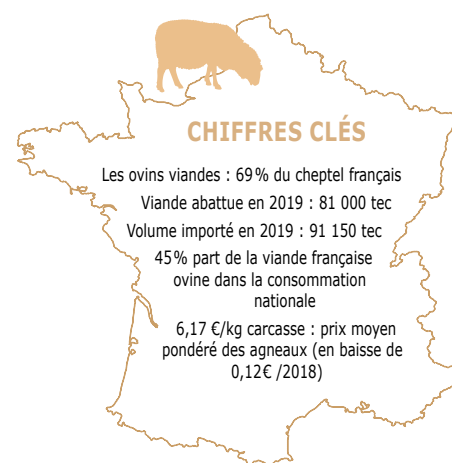 CHIFFRES CLÉS
Les ovins viandes : 69% du cheptel français
Viande abattue en 2019 : 81 000 tec
Volume importé en 2019 : 91 150 tec
45% part de la viande française
ovine dans la consommation
nationale
6,17 €/kg carcasse : prix moyen
pondéré des agneaux (en baisse de
0,12€ /2018)